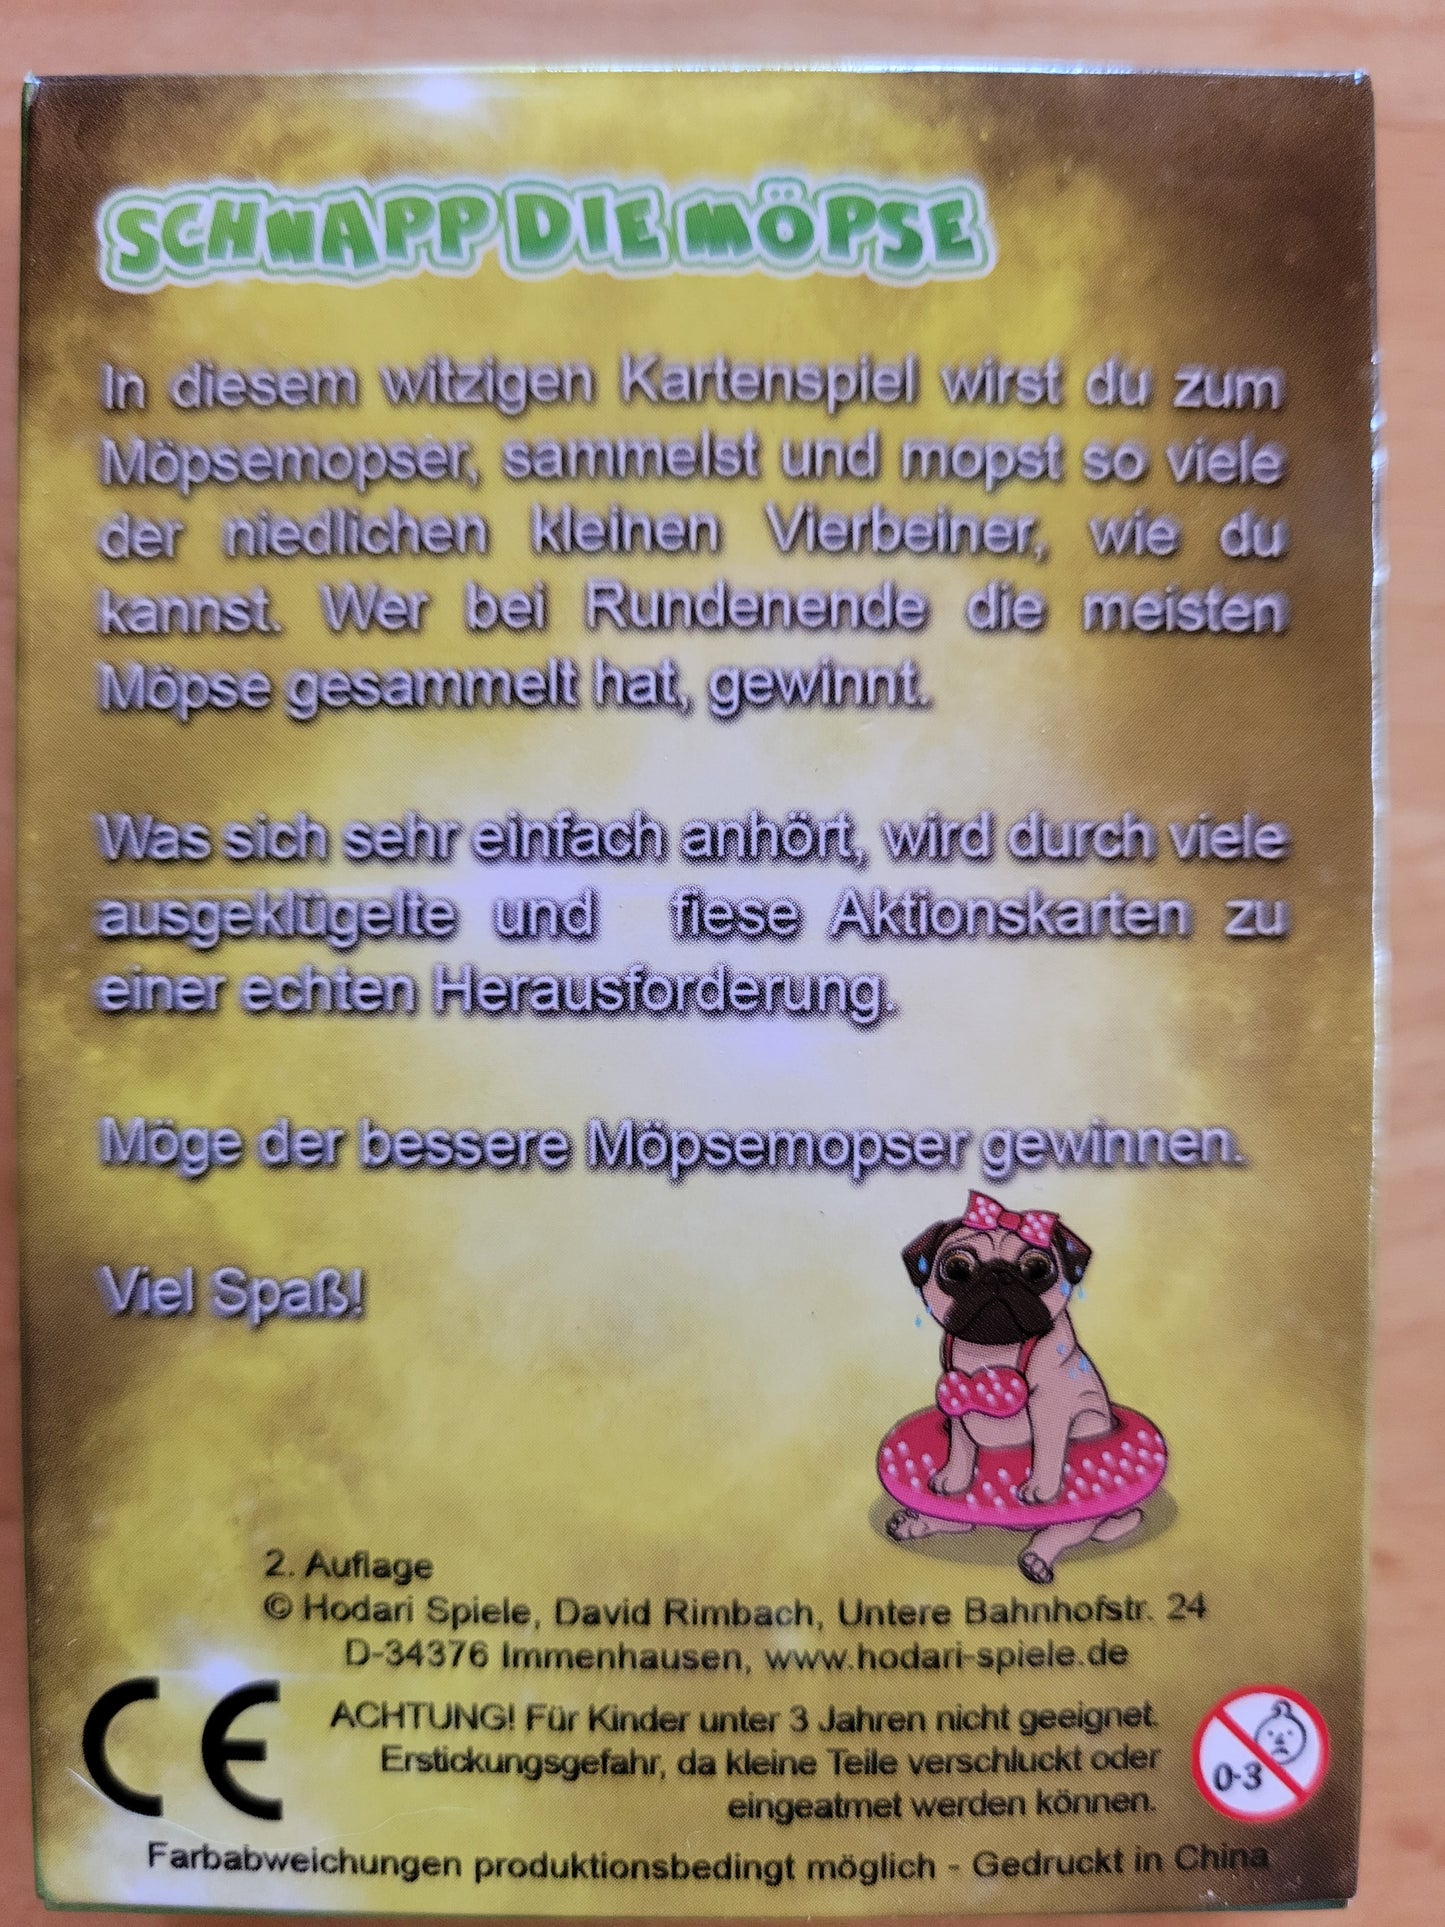 SCHNAPP DIE MÖPSE
In diesem witzigen Kartenspiel wirst du zum
Möpsemopser, sammelst und mopst so viele
der niedlichen kleinen Vierbeiner, wie du
kannst. Wer bei Rundenende die meisten
Möpse gesammelt hat, gewinnt.
Was sich sehr einfach anhört, wird durch viele
ausgeklügelte und fiese Aktionskarten zu
einer echten Herausforderung.
Möge der bessere Möpsemopser gewinnen.
Viel Spaß!
2. Auflage
© Hodari Spiele, David Rimbach, Untere Bahnhofstr. 24
D-34376 Immenhausen, www.hodari-spiele.de
CE
ACHTUNG! Für Kinder unter 3 Jahren nicht geeignet.
Erstickungsgefahr, da kleine Teile verschluckt oder
eingeatmet werden können.
0-3
Farbabweichungen produktionsbedingt möglich - Gedruckt in China